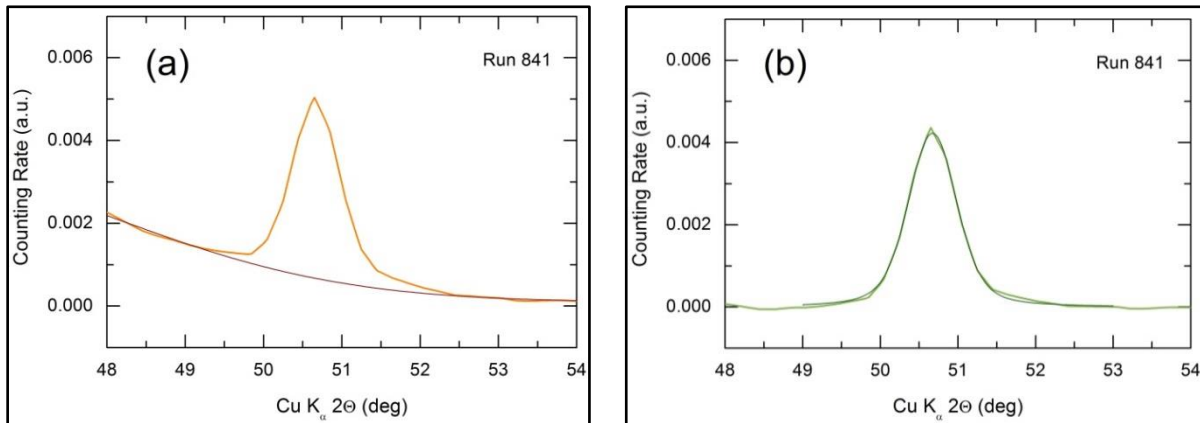 (a)
Run 841
Counting Rate (a.u.)
0.006
0.004
0.002
0.000
48 49 50 51 52 53 54
Cu Kα 2Θ (deg)
(b)
Run 841
Counting Rate (a.u.)
0.006
0.004
0.002
0.000
48 49 50 51 52 53 54
Cu Kα 2Θ (deg)